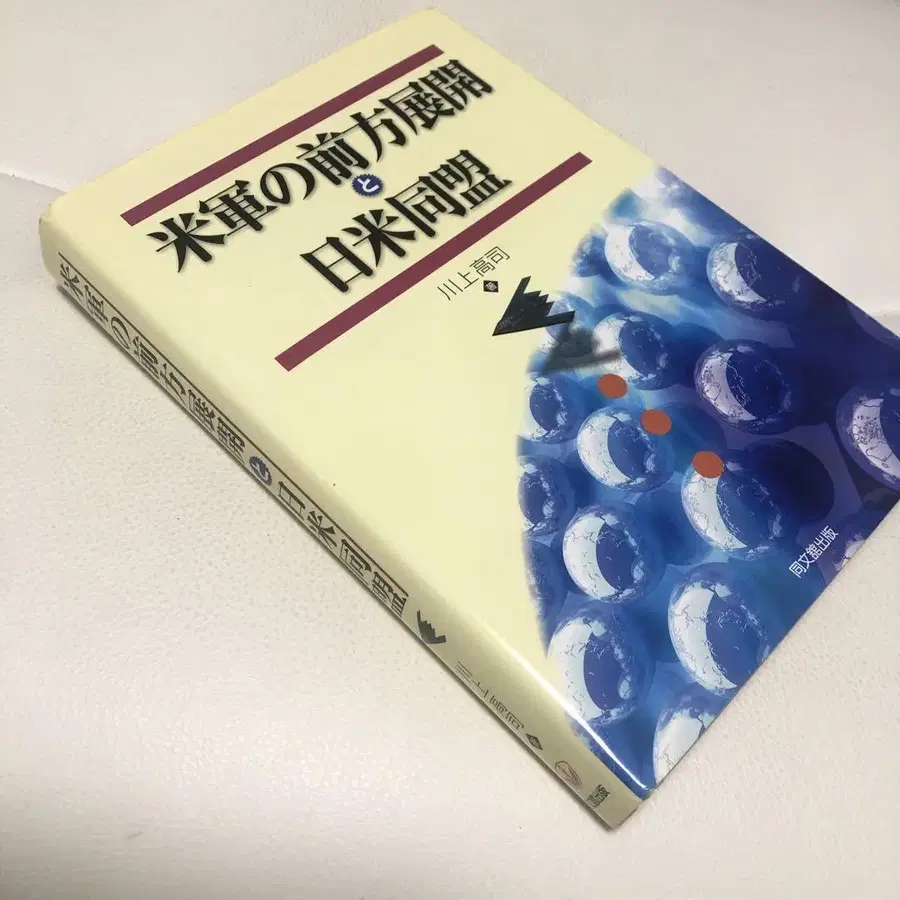 米軍の前方展開
と
日米同盟
川上高司 著
同文舘出版
米軍の前方展開と日米同盟
川上高司 著